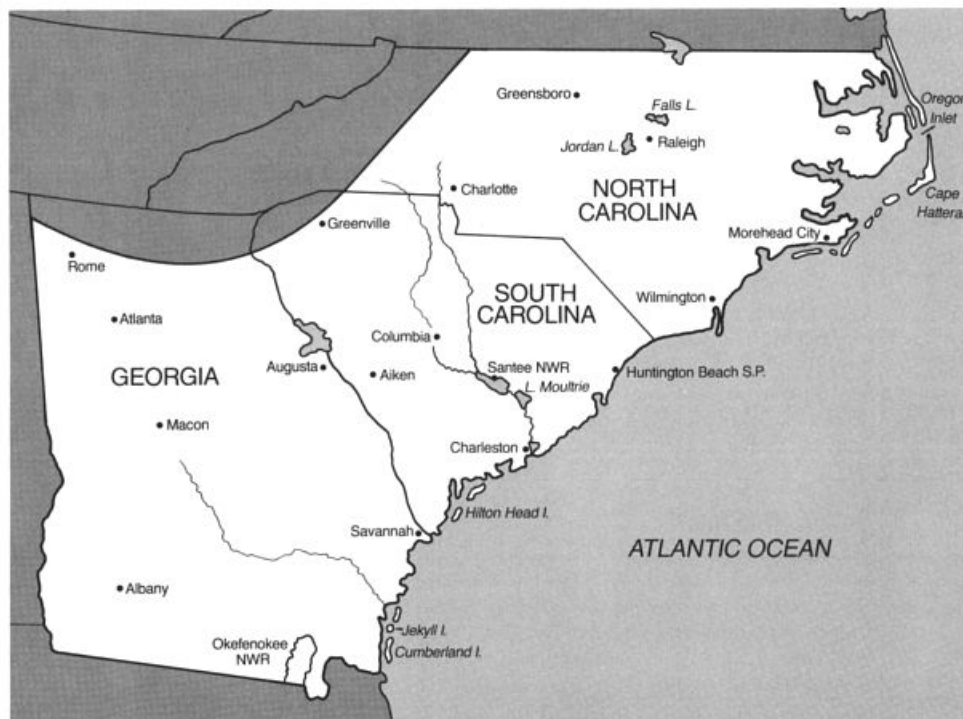 Greensboro
Falls L.
Oregon
Inlet
Jordan L.
Raleigh
Charlotte
NORTH
CAROLINA
Cape
Hattera
Greenville
Morehead City
Rome
SOUTH
CAROLINA
Wilmington
Atlanta
Columbia
GEORGIA
Augusta
Aiken
Santee NWR
Huntington Beach S.P.
L. Moultrie
Macon
Charleston
Hilton Head I.
Savannah
ATLANTIC OCEAN
Albany
Jekyll I.
Okefenokee
NWR
Cumberland I.